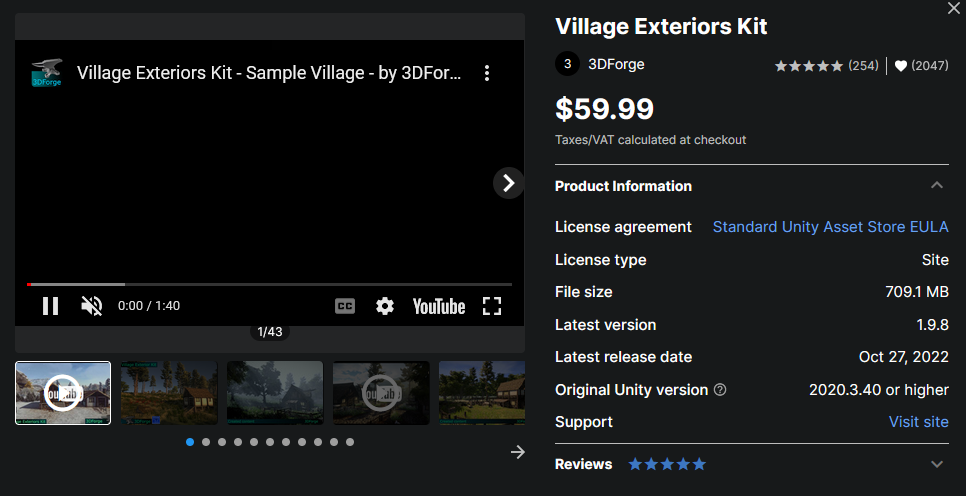 Village Exteriors Kit - Sample Village - by 3DFor...
3DForge
0:00 / 1:40
CC
YouTube
1/43
Village Exteriors Kit
3
3DForge
(254)
(2047)
$59.99
Taxes/VAT calculated at checkout
Product Information
License agreement Standard Unity Asset Store EULA
License type Site
File size 709.1 MB
Latest version 1.9.8
Latest release date Oct 27, 2022
Original Unity version 2020.3.40 or higher
Support Visit site
Reviews